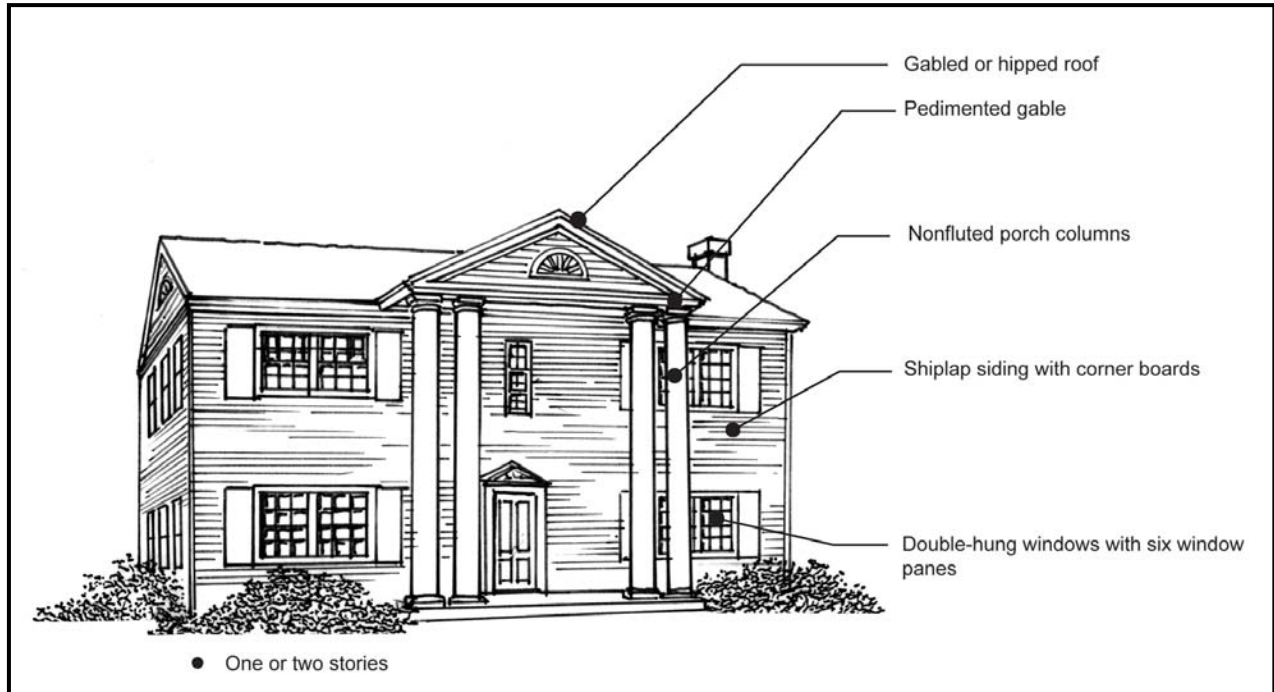 Gabled or hipped roof
Pedimented gable
Nonfluted porch columns
Shiplap siding with corner boards
Double-hung windows with six window
panes
● One or two stories